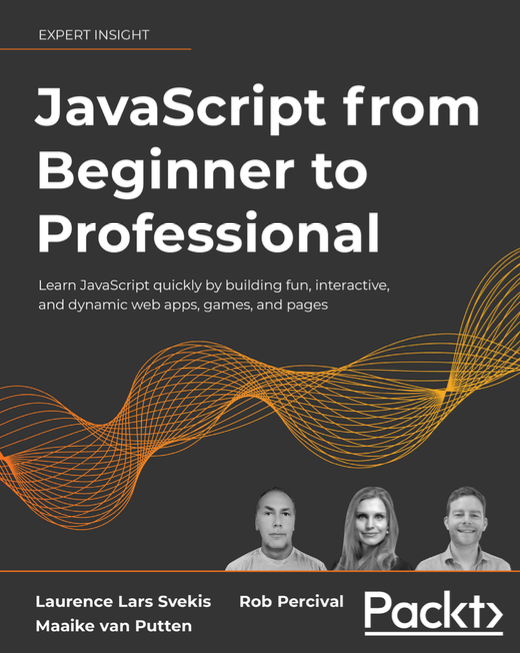 EXPERT INSIGHT
JavaScript from
Beginner to
Professional
Learn JavaScript quickly by building fun, interactive,
and dynamic web apps, games, and pages
Laurence Lars Svekis Rob Percival
Maaike van Putten
Packt>